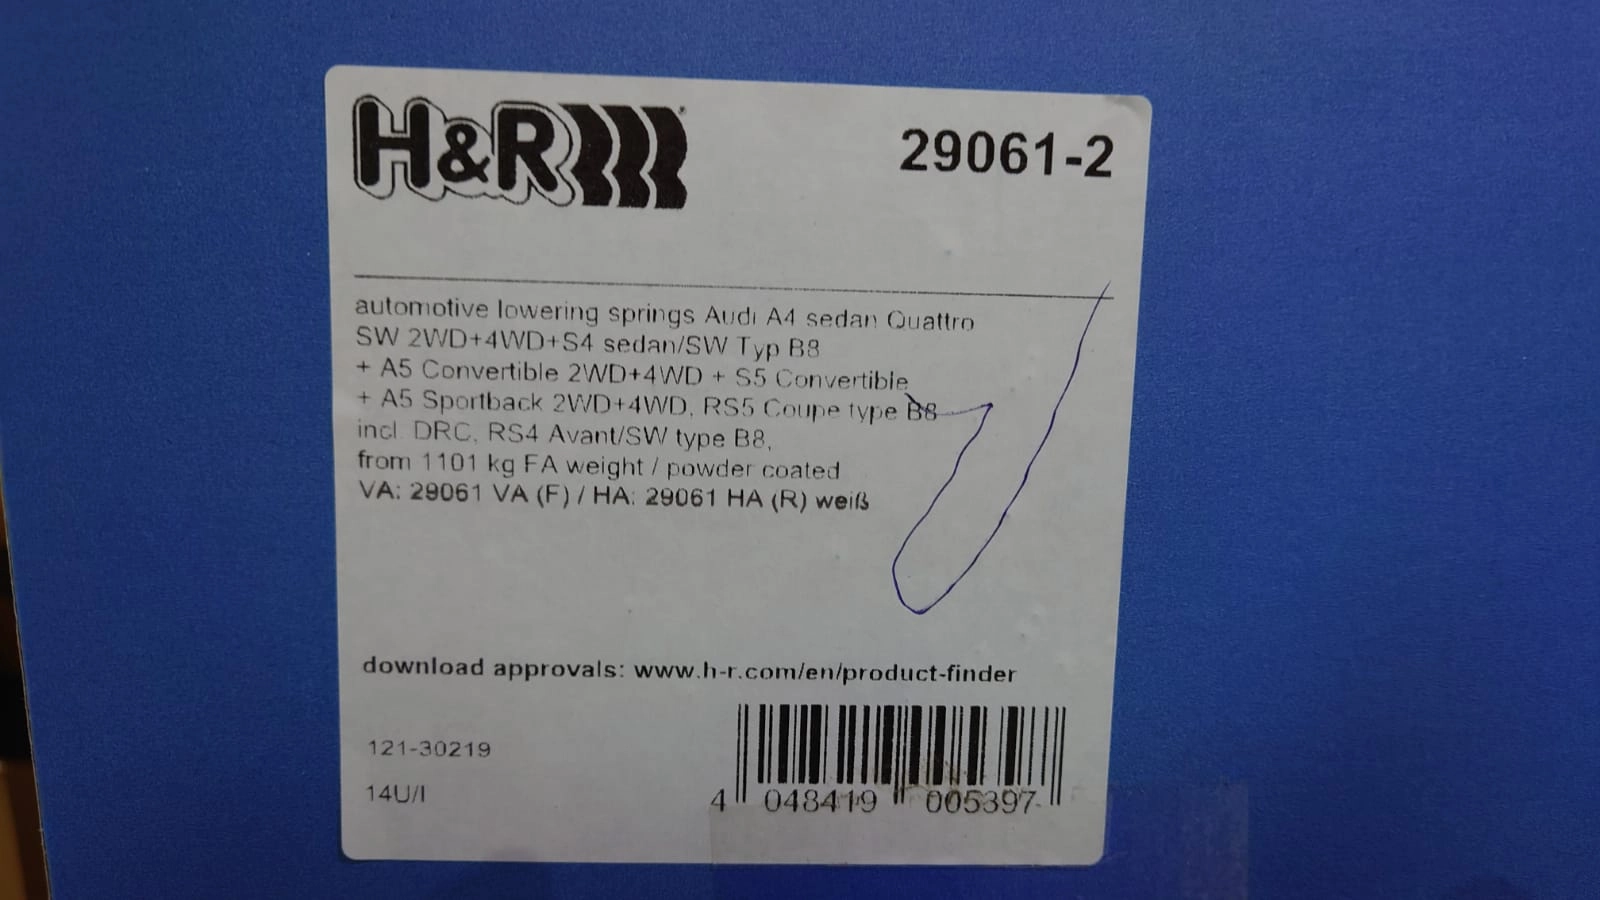 H&R
29061-2
automotive lowering springs Audi A4 sedan Quattro
SW 2WD+4WD+S4 sedan/SW Typ B8
+ A5 Convertible 2WD+4WD + S5 Convertible
+ A5 Sportback 2WD+4WD, RS5 Coupe type B8
incl. DRC, RS4 Avant/SW type B8,
from 1101 kg FA weight / powder coated
VA: 29061 VA (F) / HA: 29061 HA (R) weiß
download approvals: www.h-r.com/en/product-finder
121-30219
14U/I
4 048419 005397